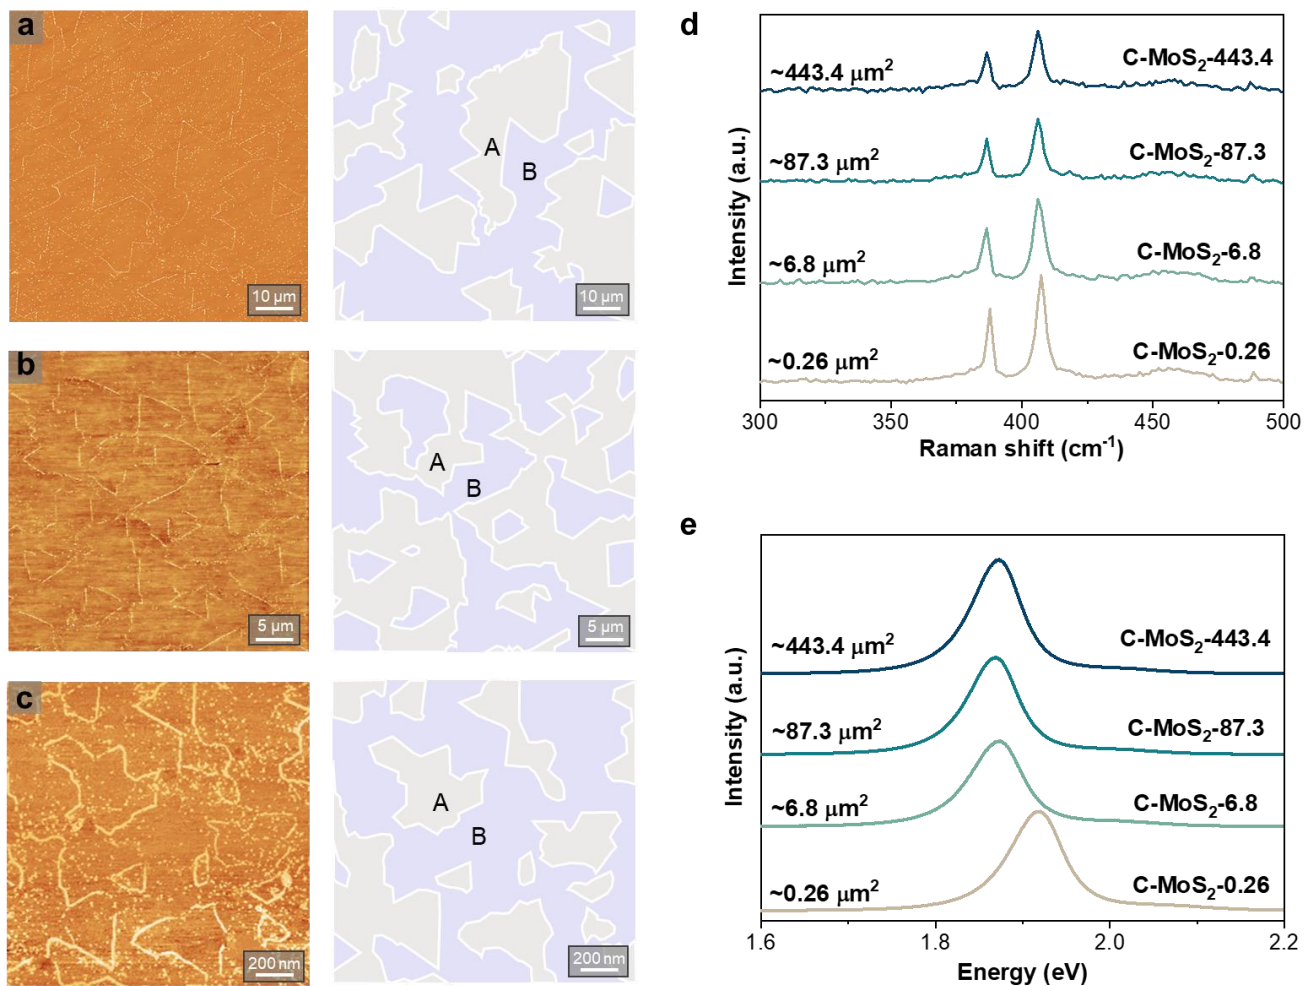 a
10 μm
A
B
10 μm
b
5 μm
A
B
5 μm
c
200 nm
A
B
200 nm
d
Intensity (a.u.)
~443.4 μm²
C-MoS₂-443.4
~87.3 μm²
C-MoS₂-87.3
~6.8 μm²
C-MoS₂-6.8
~0.26 μm²
C-MoS₂-0.26
300 350 400 450 500
Raman shift (cm⁻¹)
e
Intensity (a.u.)
~443.4 μm²
C-MoS₂-443.4
~87.3 μm²
C-MoS₂-87.3
~6.8 μm²
C-MoS₂-6.8
~0.26 μm²
C-MoS₂-0.26
1.6 1.8 2.0 2.2
Energy (eV)